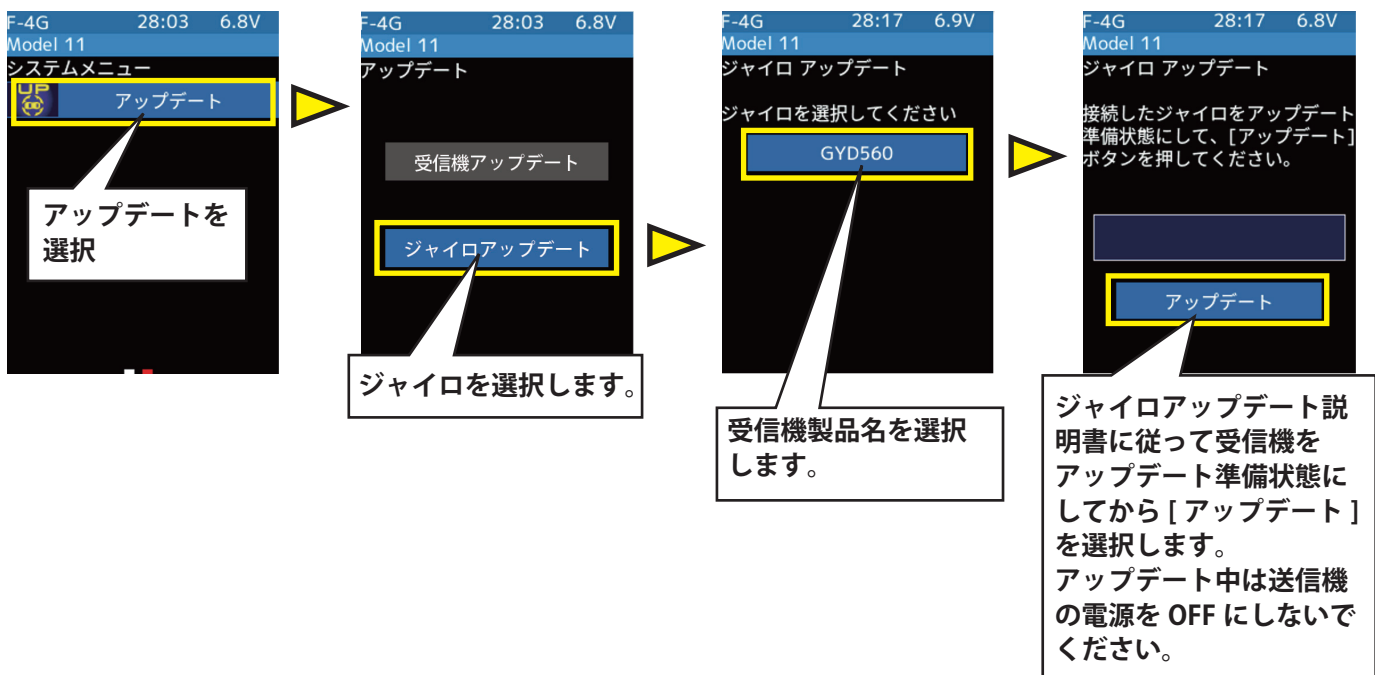 F-4G 28:03 6.8V
Model 11
システムメニュー
UP
アップデート
アップデートを
選択
F-4G 28:03 6.8V
Model 11
アップデート
受信機アップデート
ジャイロアップデート
ジャイロを選択します。
F-4G 28:17 6.9V
Model 11
ジャイロ アップデート
ジャイロを選択してください
GYD560
受信機製品名を選択
します。
F-4G 28:17 6.8V
Model 11
ジャイロ アップデート
接続したジャイロをアップデート
準備状態にして、[アップデート]
ボタンを押してください。
アップデート
ジャイロアップデート説
明書に従って受信機を
アップデート準備状態に
してから [ アップデート ]
を選択します。
アップデート中は送信機
の電源を OFF にしないで
ください。